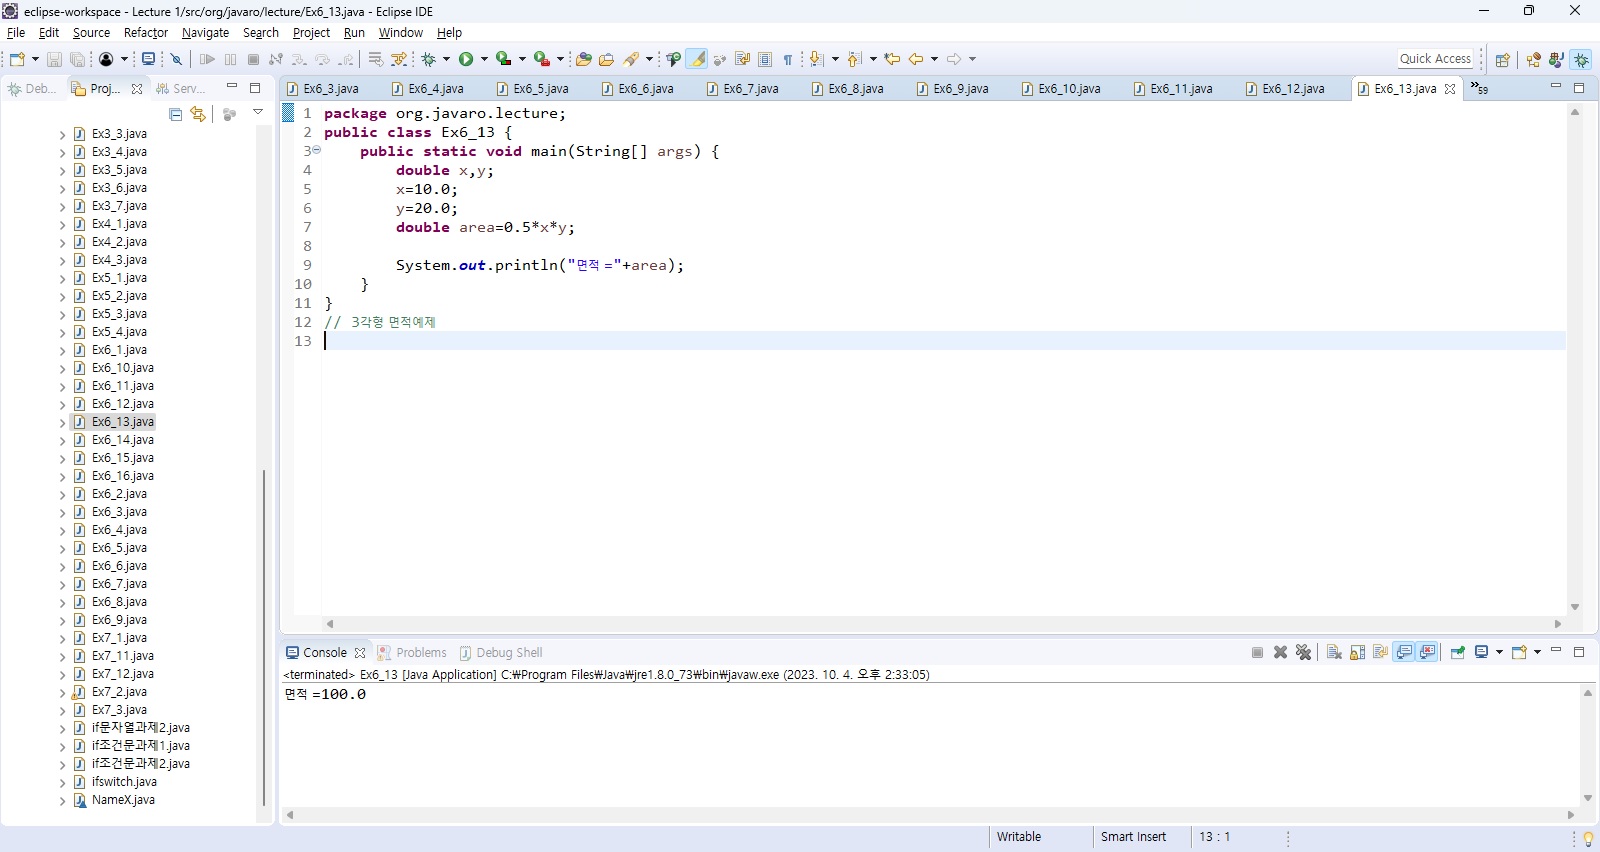 eclipse-workspace - Lecture 1/src/org/javaro/lecture/Ex6_13.java - Eclipse IDE
File Edit Source Refactor Navigate Search Project Run Window Help
Quick Access
Deb... Proj... Serv...
Ex6_3.java Ex6_4.java Ex6_5.java Ex6_6.java Ex6_7.java Ex6_8.java Ex6_9.java Ex6_10.java Ex6_11.java Ex6_12.java Ex6_13.java »59
Ex3_3.java
Ex3_4.java
Ex3_5.java
Ex3_6.java
Ex3_7.java
Ex4_1.java
Ex4_2.java
Ex4_3.java
Ex5_1.java
Ex5_2.java
Ex5_3.java
Ex5_4.java
Ex6_1.java
Ex6_10.java
Ex6_11.java
Ex6_12.java
Ex6_13.java
Ex6_14.java
Ex6_15.java
Ex6_16.java
Ex6_2.java
Ex6_3.java
Ex6_4.java
Ex6_5.java
Ex6_6.java
Ex6_7.java
Ex6_8.java
Ex6_9.java
Ex7_1.java
Ex7_11.java
Ex7_12.java
Ex7_2.java
Ex7_3.java
if문자열과제2.java
if조건문과제1.java
if조건문과제2.java
ifswitch.java
NameX.java
1 package org.javaro.lecture;
2 public class Ex6_13 {
3 public static void main(String[] args) {
4 double x,y;
5 x=10.0;
6 y=20.0;
7 double area=0.5*x*y;
8
9 System.out.println("면적 ="+area);
10 }
11 }
12 // 3각형 면적예제
13
Console Problems Debug Shell
<terminated> Ex6_13 [Java Application] C:₩Program Files₩Java₩jre1.8.0_73₩bin₩javaw.exe (2023. 10. 4. 오후 2:33:05)
면적 =100.0
Writable Smart Insert 13 : 1